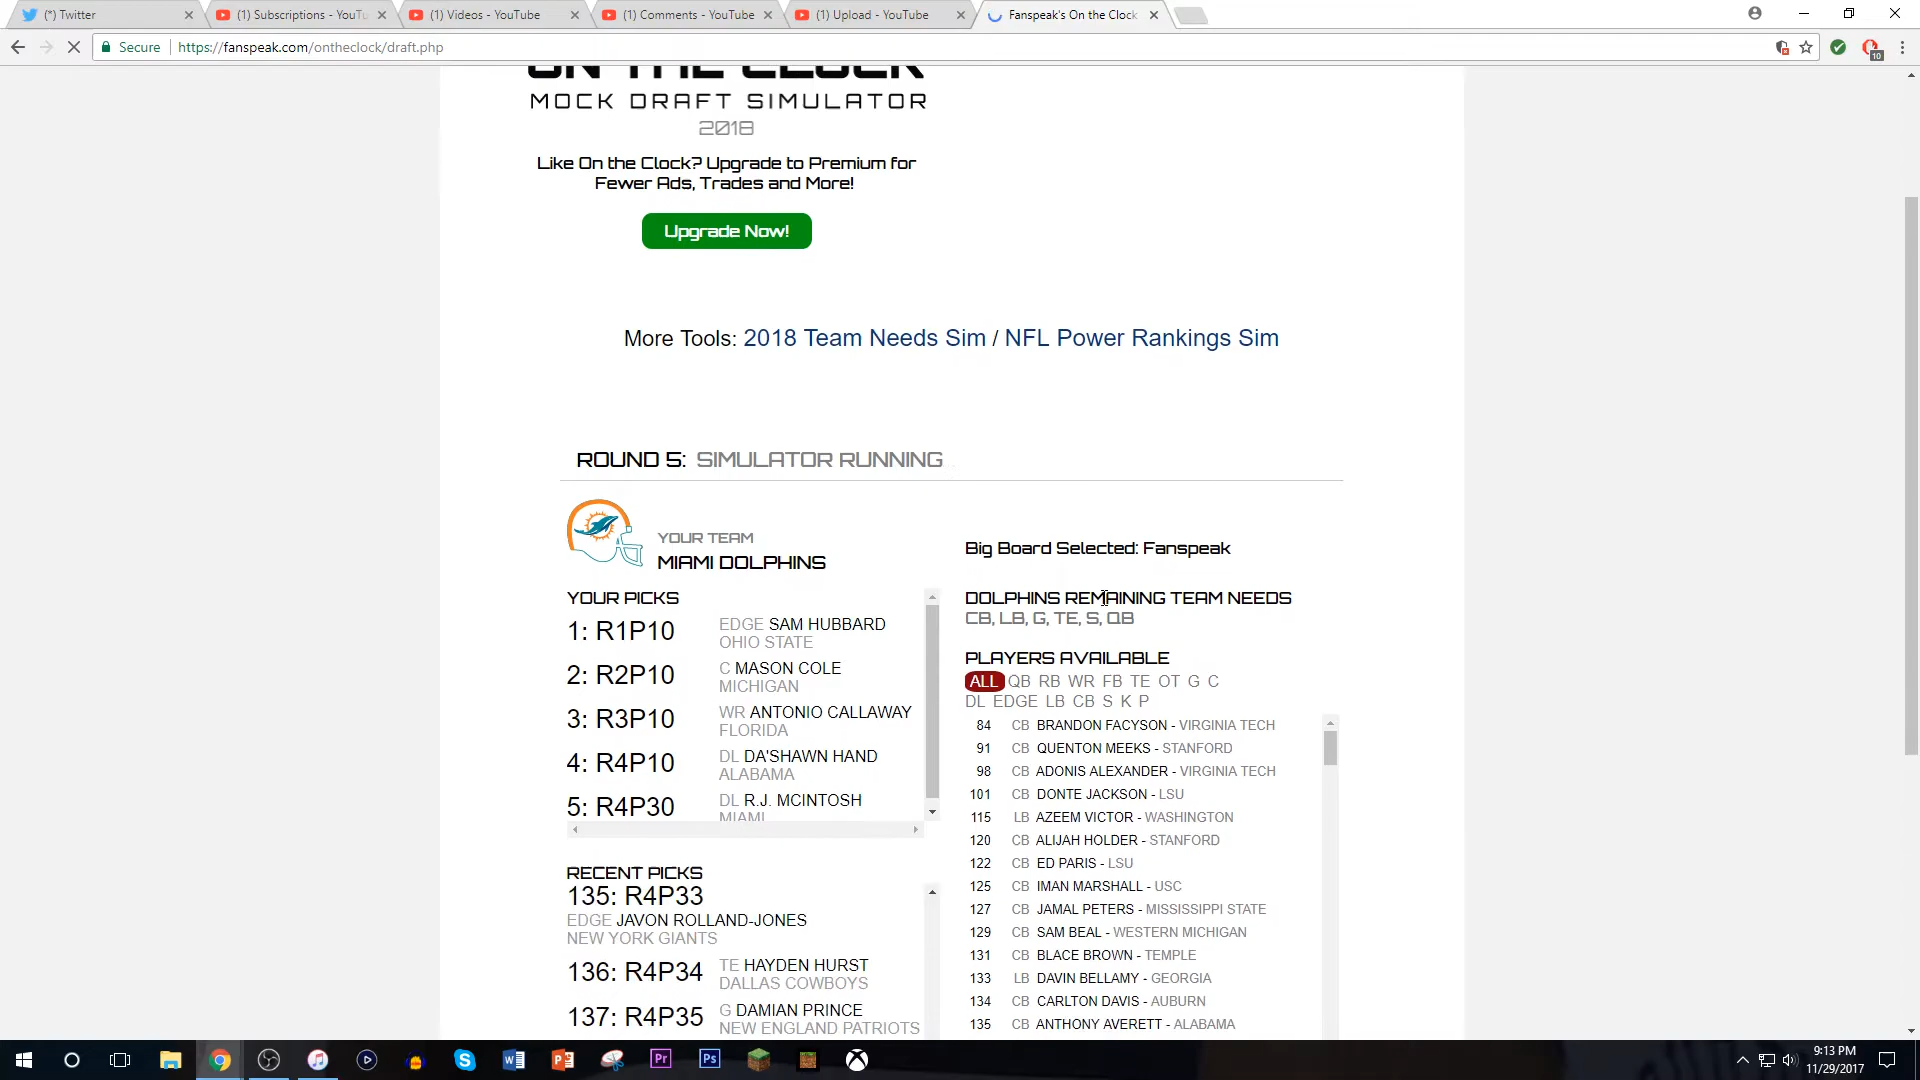 (*) Twitter
(1) Subscriptions - YouTu
(1) Videos - YouTube
(1) Comments - YouTube
(1) Upload - YouTube
Fanspeak's On the Clock
Secure
https://fanspeak.com/ontheclock/draft.php
10
ON THE CLOCK
MOCK DRAFT SIMULATOR
2018
Like On the Clock? Upgrade to Premium for
Fewer Ads, Trades and More!
Upgrade Now!
More Tools: 2018 Team Needs Sim / NFL Power Rankings Sim
ROUND 5: SIMULATOR RUNNING
YOUR TEAM
MIAMI DOLPHINS
YOUR PICKS
1: R1P10
EDGE SAM HUBBARD
OHIO STATE
2: R2P10
C MASON COLE
MICHIGAN
3: R3P10
WR ANTONIO CALLAWAY
FLORIDA
4: R4P10
DL DA'SHAWN HAND
ALABAMA
5: R4P30
DL R.J. MCINTOSH
MIAMI
RECENT PICKS
135: R4P33
EDGE JAVON ROLLAND-JONES
NEW YORK GIANTS
136: R4P34
TE HAYDEN HURST
DALLAS COWBOYS
137: R4P35
G DAMIAN PRINCE
NEW ENGLAND PATRIOTS
Big Board Selected: Fanspeak
DOLPHINS REMAINING TEAM NEEDS
CB, LB, G, TE, S, QB
PLAYERS AVAILABLE
ALL QB RB WR FB TE OT G C
DL EDGE LB CB S K P
84 CB BRANDON FACYSON - VIRGINIA TECH
91 CB QUENTON MEEKS - STANFORD
98 CB ADONIS ALEXANDER - VIRGINIA TECH
101 CB DONTE JACKSON - LSU
115 LB AZEEM VICTOR - WASHINGTON
120 CB ALIJAH HOLDER - STANFORD
122 CB ED PARIS - LSU
125 CB IMAN MARSHALL - USC
127 CB JAMAL PETERS - MISSISSIPPI STATE
129 CB SAM BEAL - WESTERN MICHIGAN
131 CB BLACE BROWN - TEMPLE
133 LB DAVIN BELLAMY - GEORGIA
134 CB CARLTON DAVIS - AUBURN
135 CB ANTHONY AVERETT - ALABAMA
Pr
Ps
9:13 PM
11/29/2017